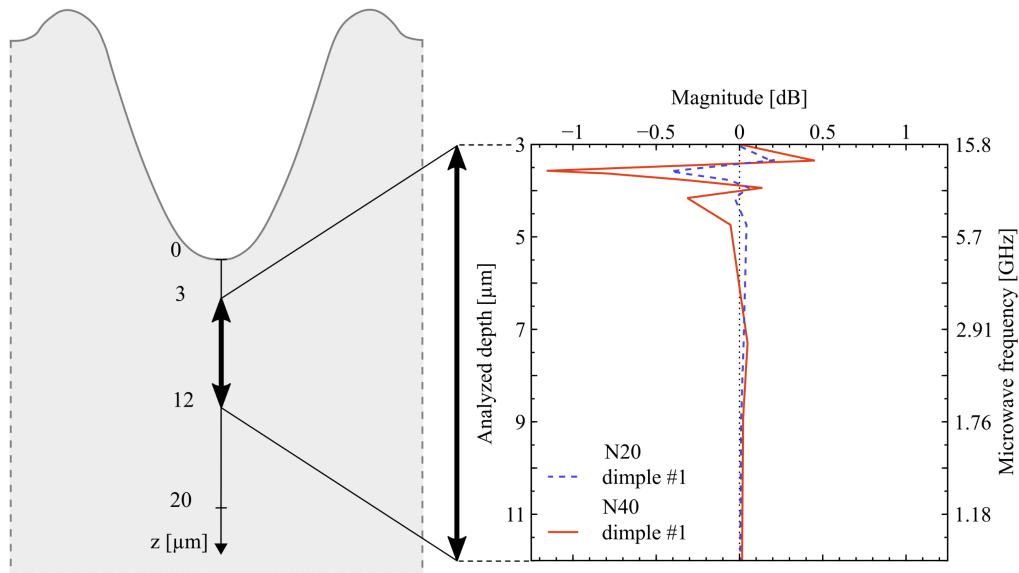 0
3
12
20
z [µm]
Magnitude [dB]
−1 −0.5 0 0.5 1
3 15.8
5 5.7
7 2.91
9 1.76
11 1.18
Analyzed depth [µm]
Microwave frequency [GHz]
N20
dimple #1
N40
dimple #1